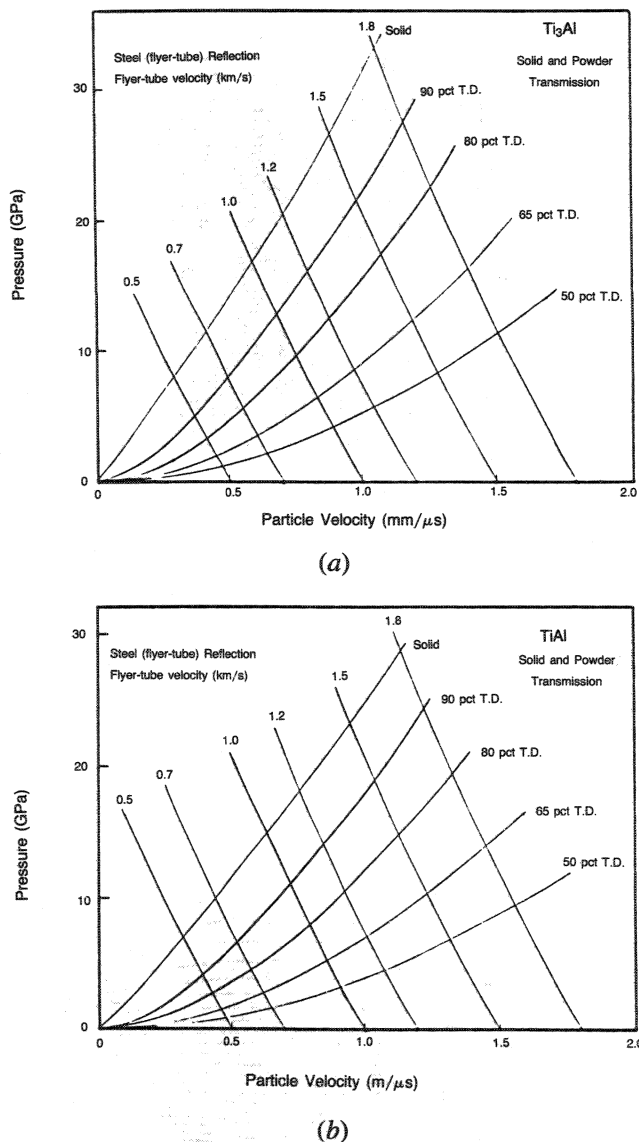 Steel (flyer-tube) Reflection
Flyer-tube velocity (km/s)
Ti3Al
Solid and Powder
Transmission
1.8
Solid
1.5
90 pct T.D.
1.2
80 pct T.D.
1.0
65 pct T.D.
0.7
0.5
50 pct T.D.
30
20
10
0
Pressure (GPa)
0
0.5
1.0
1.5
2.0
Particle Velocity (mm/μs)
(a)
Steel (flyer-tube) Reflection
Flyer-tube velocity (km/s)
TiAl
Solid and Powder
Transmission
1.8
Solid
1.5
90 pct T.D.
1.2
1.0
80 pct T.D.
0.7
65 pct T.D.
0.5
50 pct T.D.
30
20
10
0
Pressure (GPa)
0
0.5
1.0
1.5
2.0
Particle Velocity (m/μs)
(b)